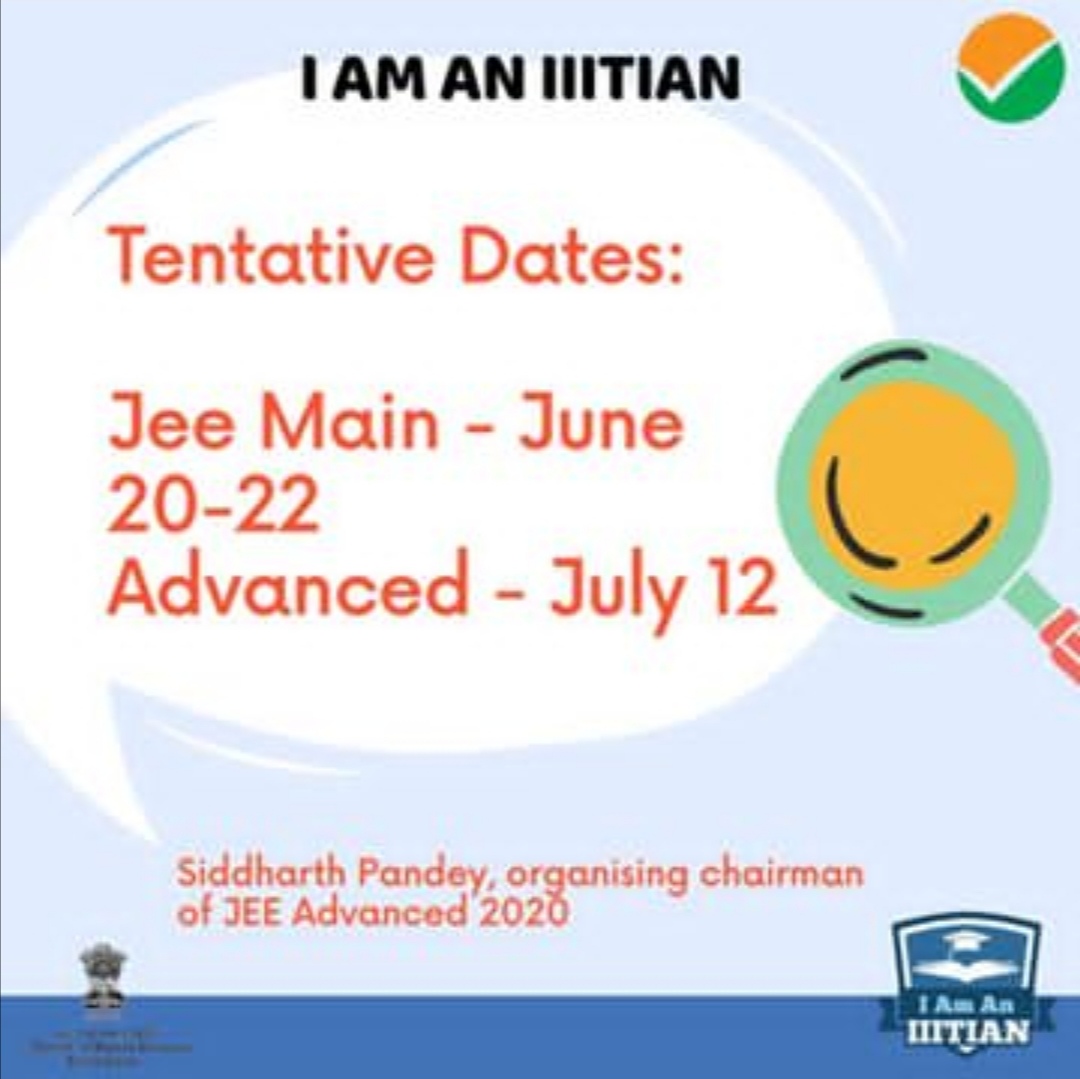 I AM AN IIITIAN
Tentative Dates:
Jee Main - June
20-22
Advanced - July 12
Siddharth Pandey, organising chairman
of JEE Advanced 2020
I Am An
IIITIAN